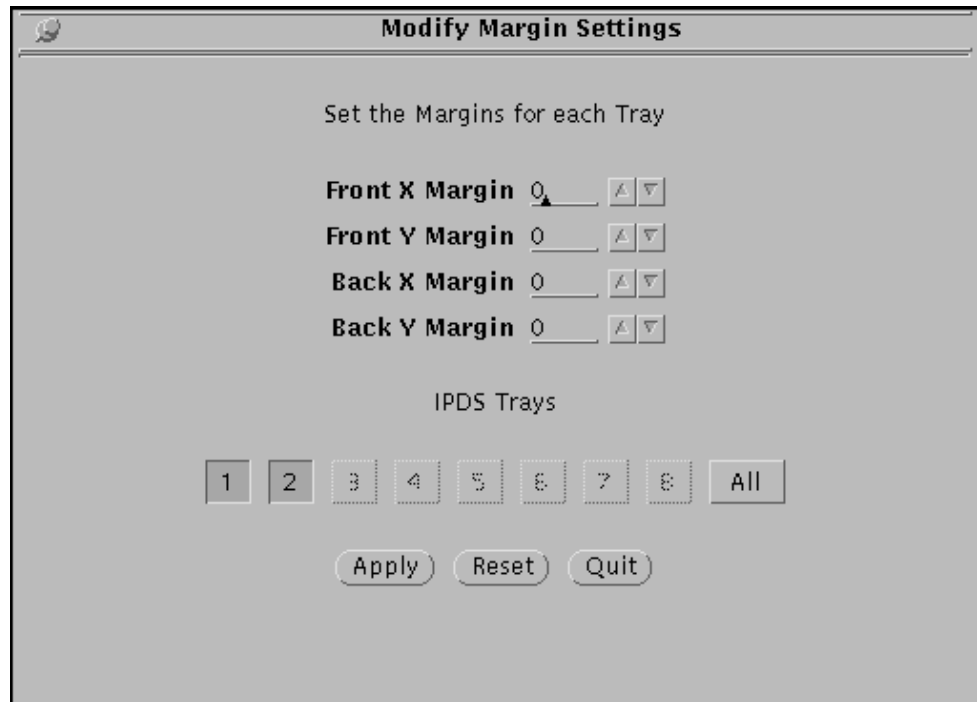 Modify Margin Settings
Set the Margins for each Tray
Front X Margin 0
Front Y Margin 0
Back X Margin 0
Back Y Margin 0
IPDS Trays
1 2 3 4 5 6 7 8 All
Apply Reset Quit